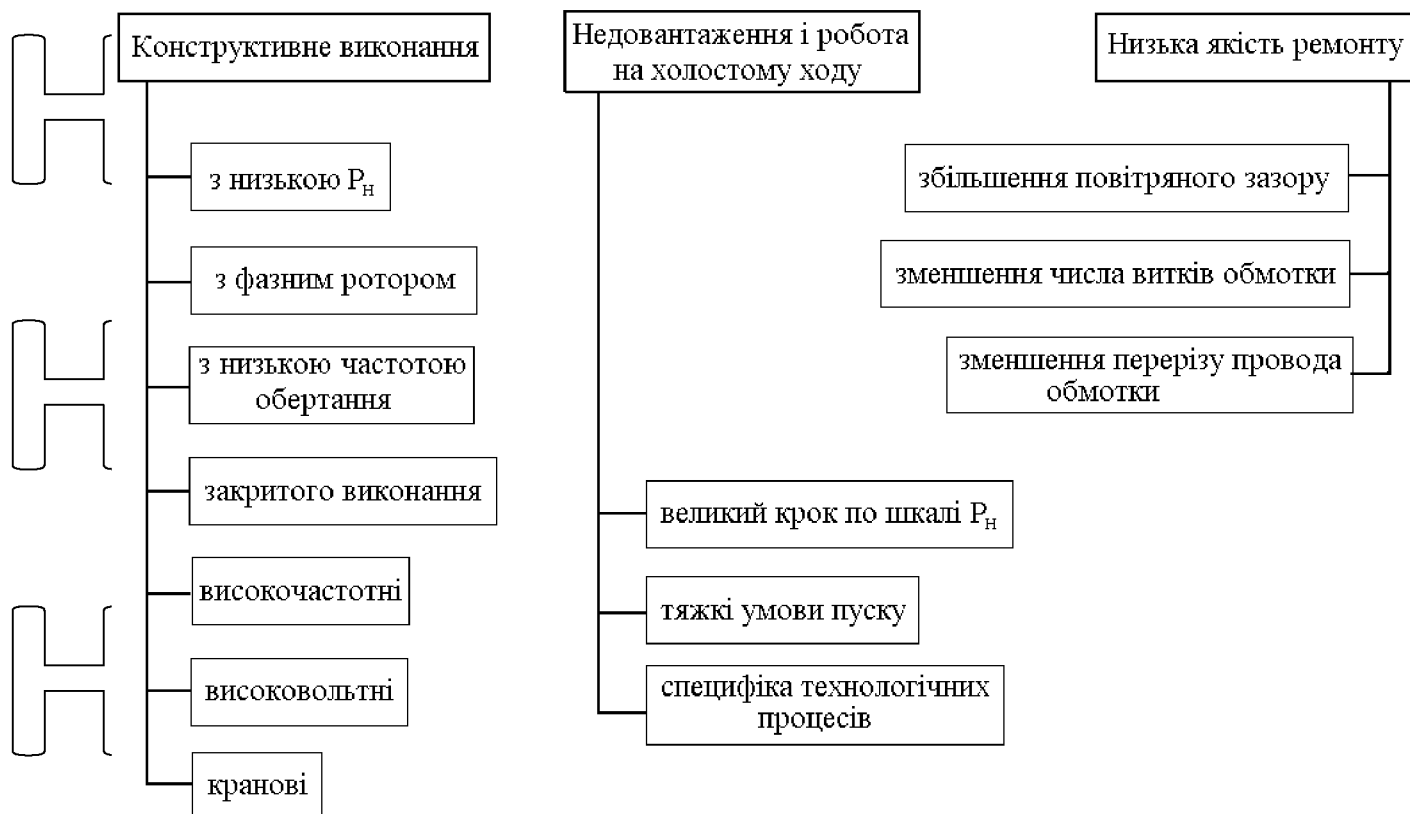 Конструктивне виконання
з низькою Рн
з фазним ротором
з низькою частотою
обертання
закритого виконання
високочастотні
високовольтні
кранові
Недовантаження і робота
на холостому ходу
великий крок по шкалі Рн
тяжкі умови пуску
специфіка технологічних
процесів
Низька якість ремонту
збільшення повітряного зазору
зменшення числа витків обмотки
зменшення перерізу провода
обмотки